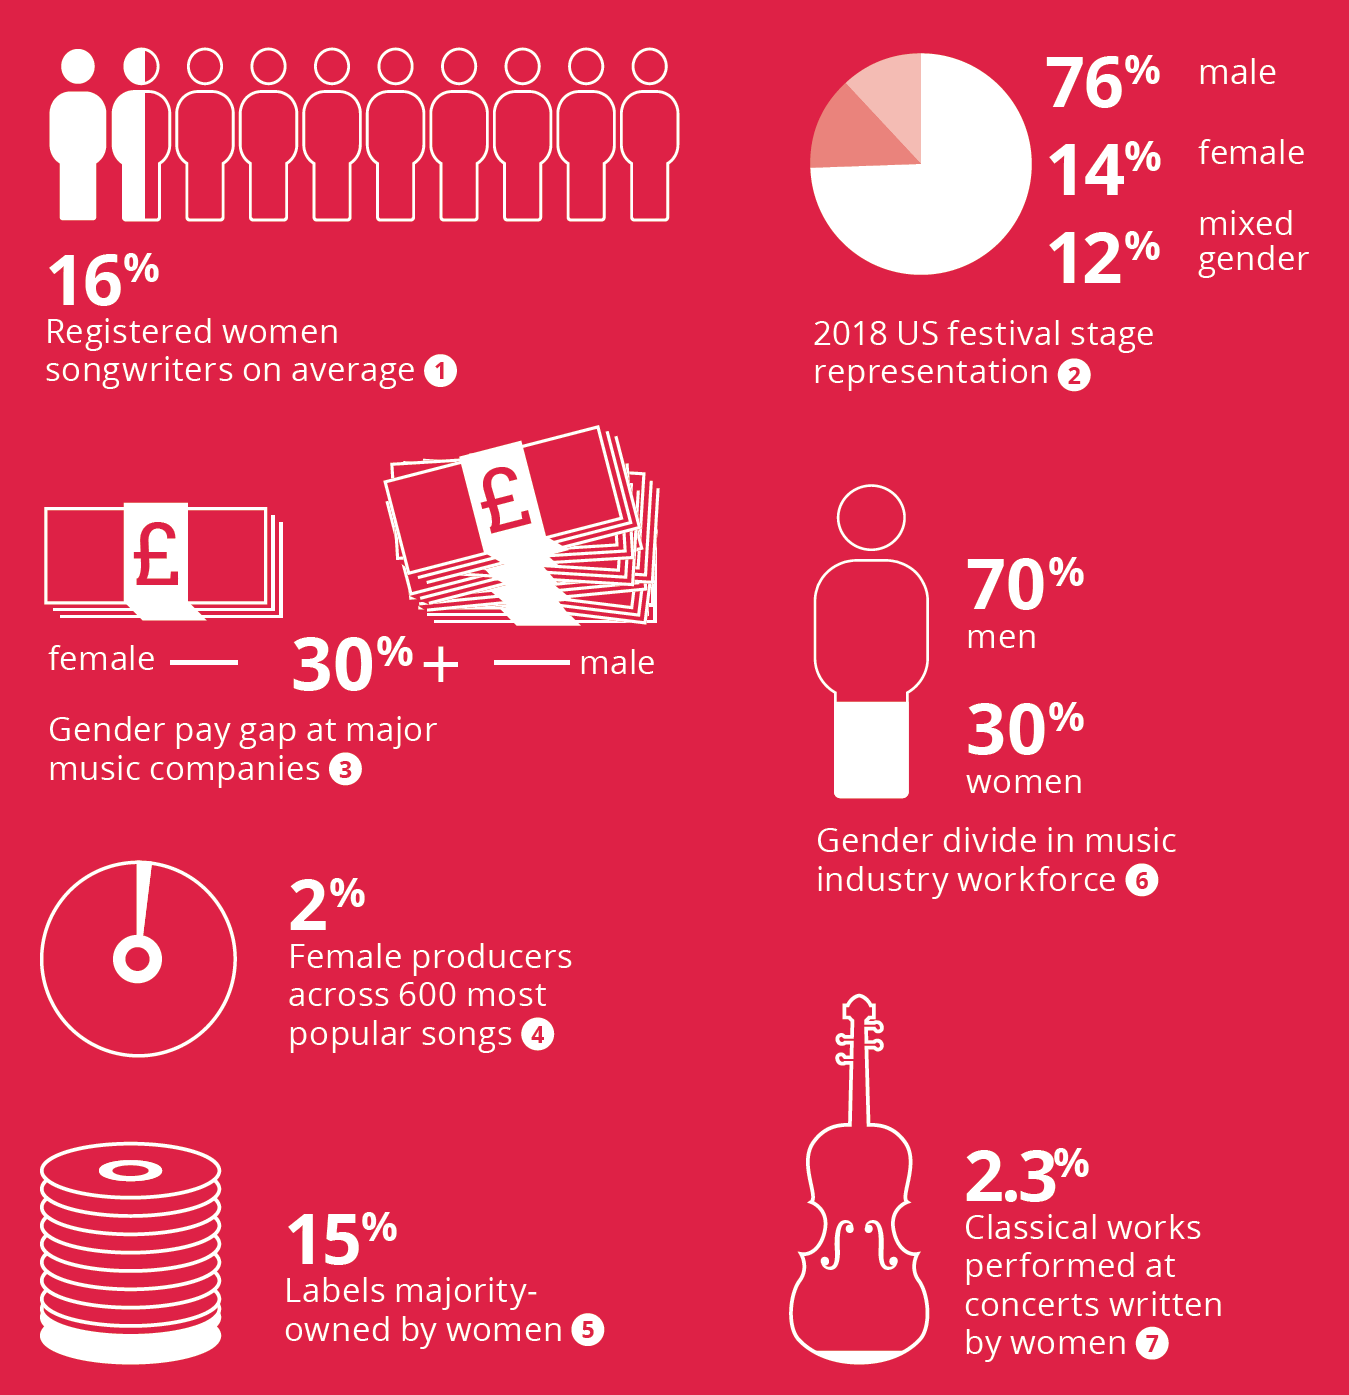 16%
Registered women
songwriters on average 1
76% male
14% female
12% mixed
gender
2018 US festival stage
representation 2
£
£
female 30%+ male
Gender pay gap at major
music companies 3
2%
Female producers
across 600 most
popular songs 4
15%
Labels majority-
owned by women 5
70%
men
30%
women
Gender divide in music
industry workforce 6
2.3%
Classical works
performed at
concerts written
by women 7